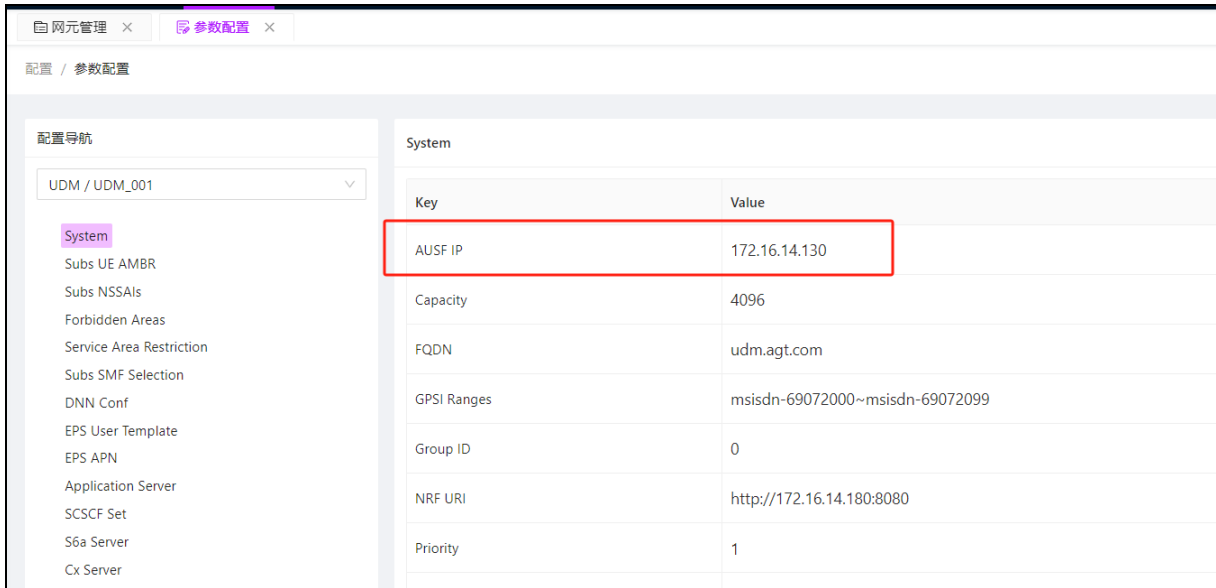 网元管理
参数配置
配置 / 参数配置
配置导航
UDM / UDM_001
System
Subs UE AMBR
Subs NSSAIs
Forbidden Areas
Service Area Restriction
Subs SMF Selection
DNN Conf
EPS User Template
EPS APN
Application Server
SCSCF Set
S6a Server
Cx Server
System
Key Value
AUSF IP 172.16.14.130
Capacity 4096
FQDN udm.agt.com
GPSI Ranges msisdn-69072000~msisdn-69072099
Group ID 0
NRF URI http://172.16.14.180:8080
Priority 1